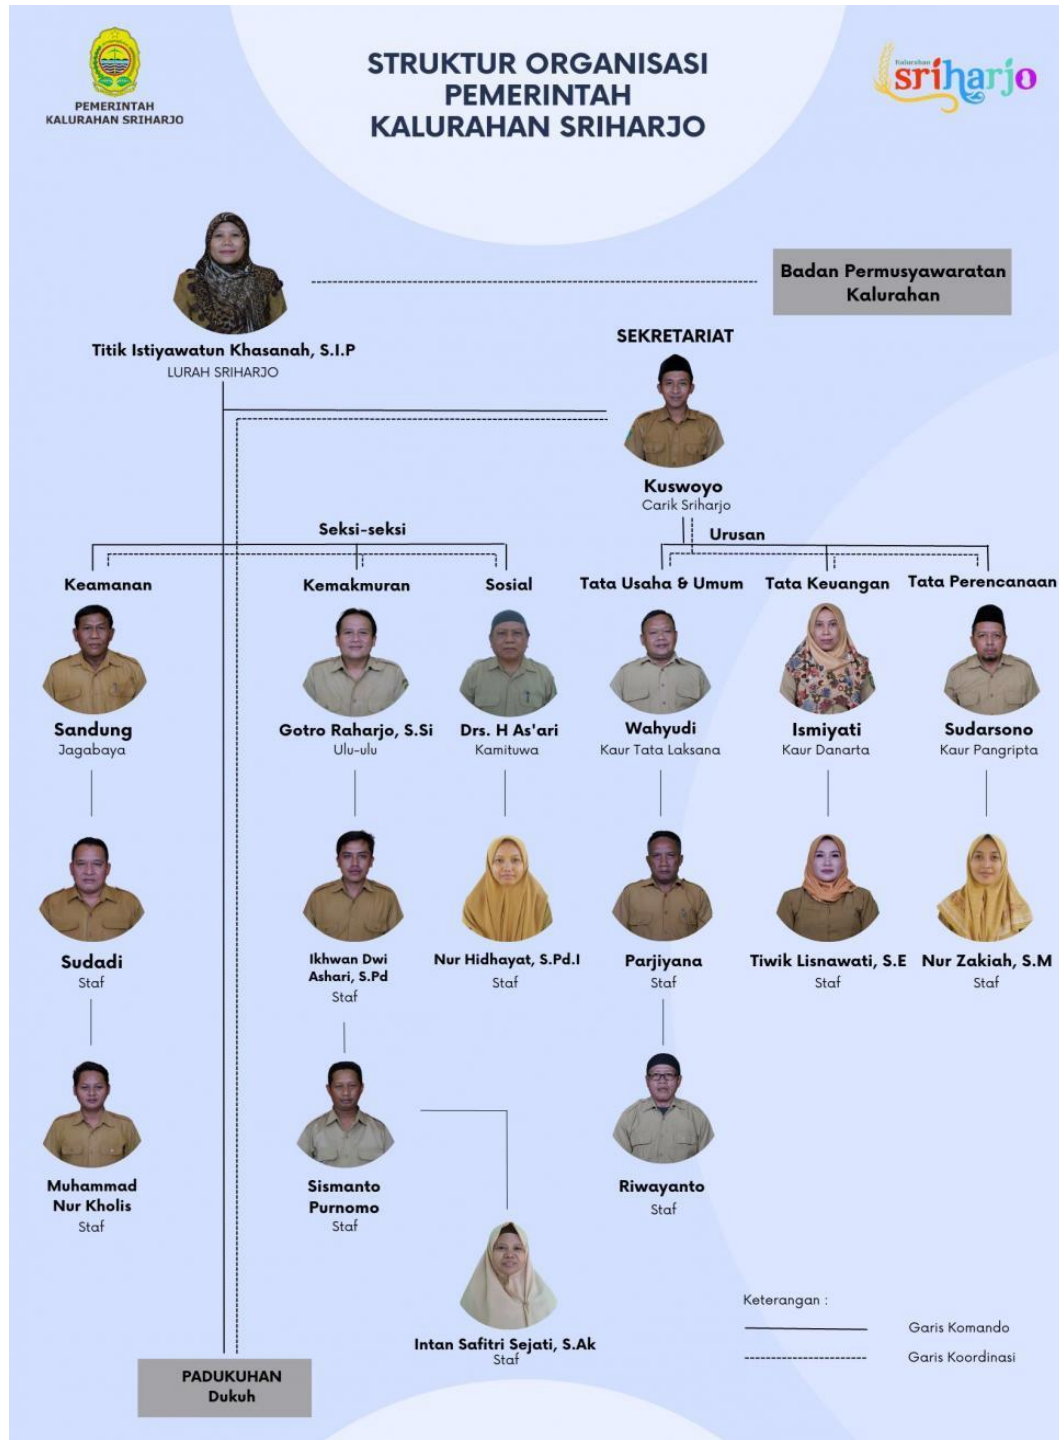 PEMERINTAH
KALURAHAN SRIHARJO
STRUKTUR ORGANISASI
PEMERINTAH
KALURAHAN SRIHARJO
kalurahan
sriharjo
Badan Permusyawaratan
Kalurahan
Titik Istiyawatun Khasanah, S.I.P
LURAH SRIHARJO
SEKRETARIAT
Kuswoyo
Carik Sriharjo
Seksi-seksi
Urusan
Keamanan
Kemakmuran
Sosial
Tata Usaha & Umum
Tata Keuangan
Tata Perencanaan
Sandung
Jagabaya
Gotro Raharjo, S.Si
Ulu-ulu
Drs. H As'ari
Kamituwa
Wahyudi
Kaur Tata Laksana
Ismiyati
Kaur Danarta
Sudarsono
Kaur Pangripta
Sudadi
Staf
Ikhwan Dwi
Ashari, S.Pd
Staf
Nur Hidhayat, S.Pd.I
Staf
Parjiyana
Staf
Tiwik Lisnawati, S.E
Staf
Nur Zakiah, S.M
Staf
Muhammad
Nur Kholis
Staf
Sismanto
Purnomo
Staf
Riwayanto
Staf
Intan Safitri Sejati, S.Ak
Staf
Keterangan :
Garis Komando
Garis Koordinasi
PADUKUHAN
Dukuh